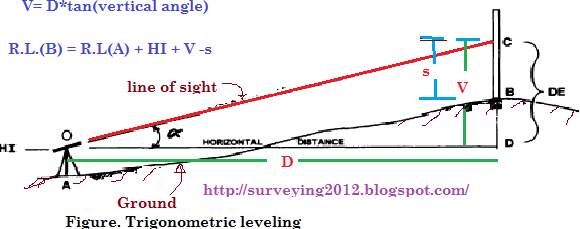 V= D*tan(vertical angle)
R.L.(B) = R.L(A) + HI + V -s
line of sight
C
s
V
B
DE
O
α
HI
HORIZONTAL DISTANCE
D
D
A
http://surveying2012.blogspot.com/
Ground
Figure. Trigonometric leveling